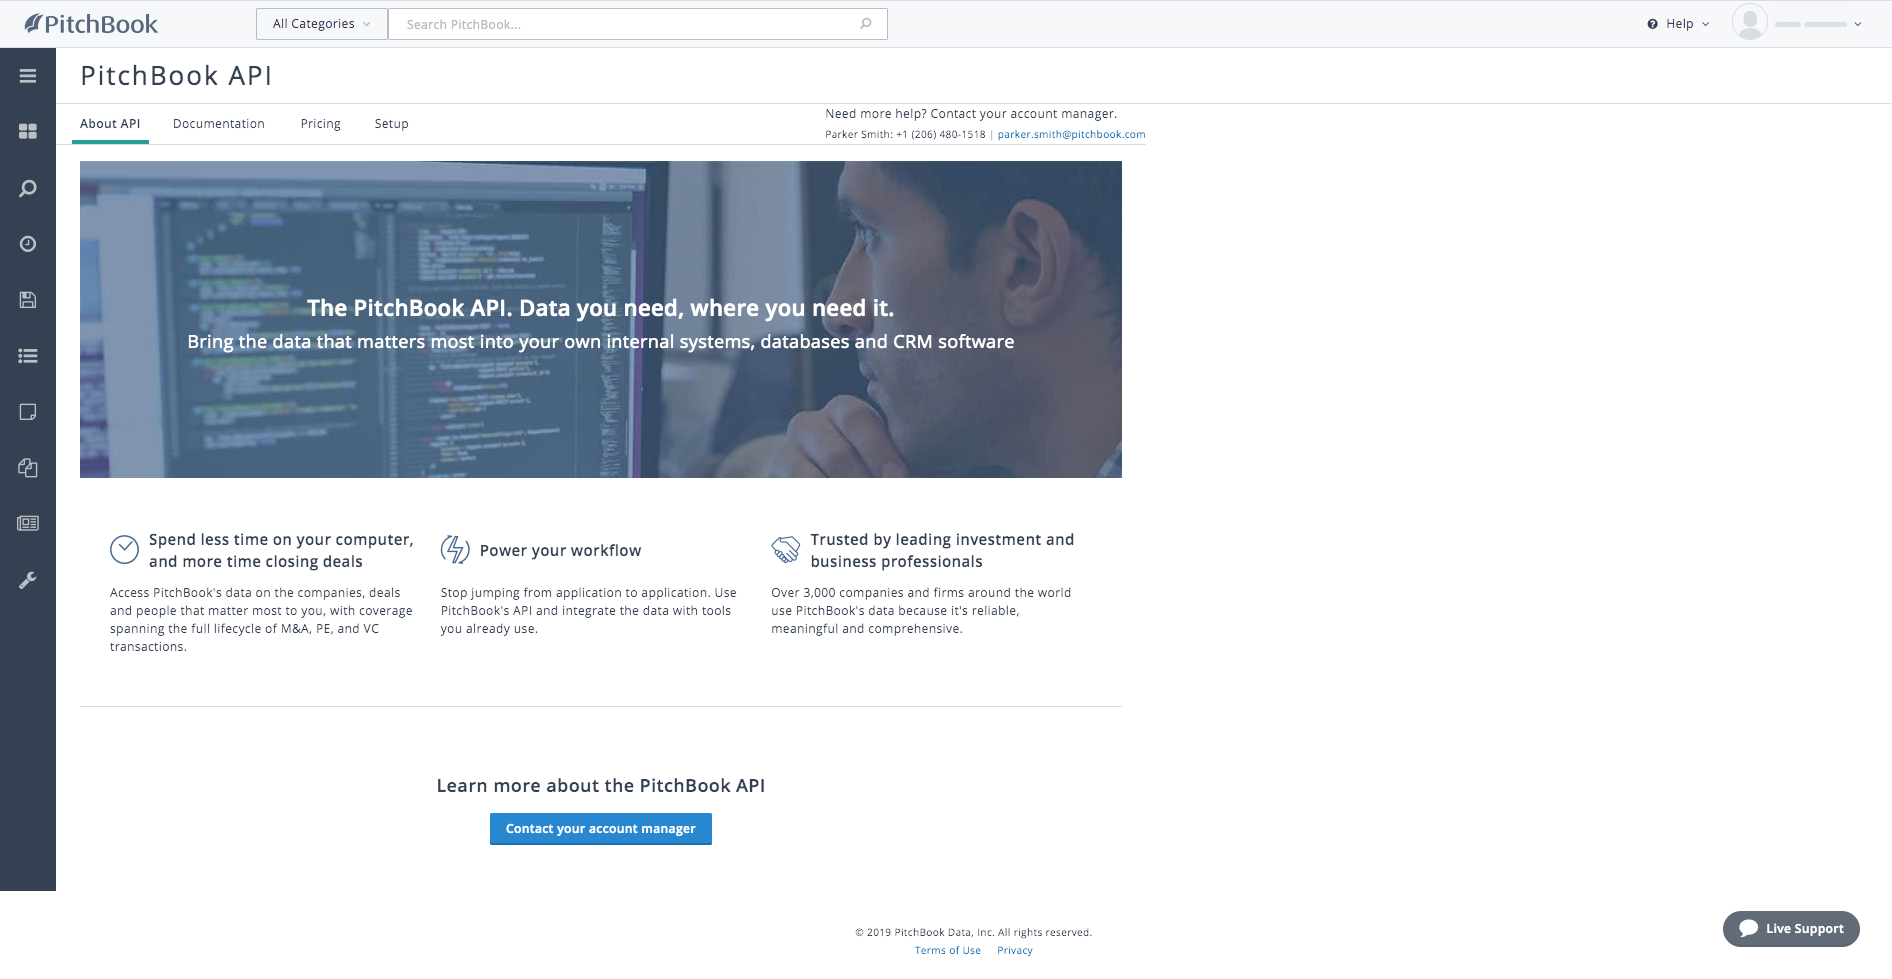 PitchBook
All Categories
Search PitchBook...
Help
PitchBook API
About API
Documentation
Pricing
Setup
Need more help? Contact your account manager.
Parker Smith: +1 (206) 480-1518 | parker.smith@pitchbook.com
The PitchBook API. Data you need, where you need it.
Bring the data that matters most into your own internal systems, databases and CRM software
Spend less time on your computer,
and more time closing deals
Access PitchBook's data on the companies, deals
and people that matter most to you, with coverage
spanning the full lifecycle of M&A, PE, and VC
transactions.
Power your workflow
Stop jumping from application to application. Use
PitchBook's API and integrate the data with tools
you already use.
Trusted by leading investment and
business professionals
Over 3,000 companies and firms around the world
use PitchBook's data because it's reliable,
meaningful and comprehensive.
Learn more about the PitchBook API
Contact your account manager
© 2019 PitchBook Data, Inc. All rights reserved.
Terms of Use Privacy
Live Support